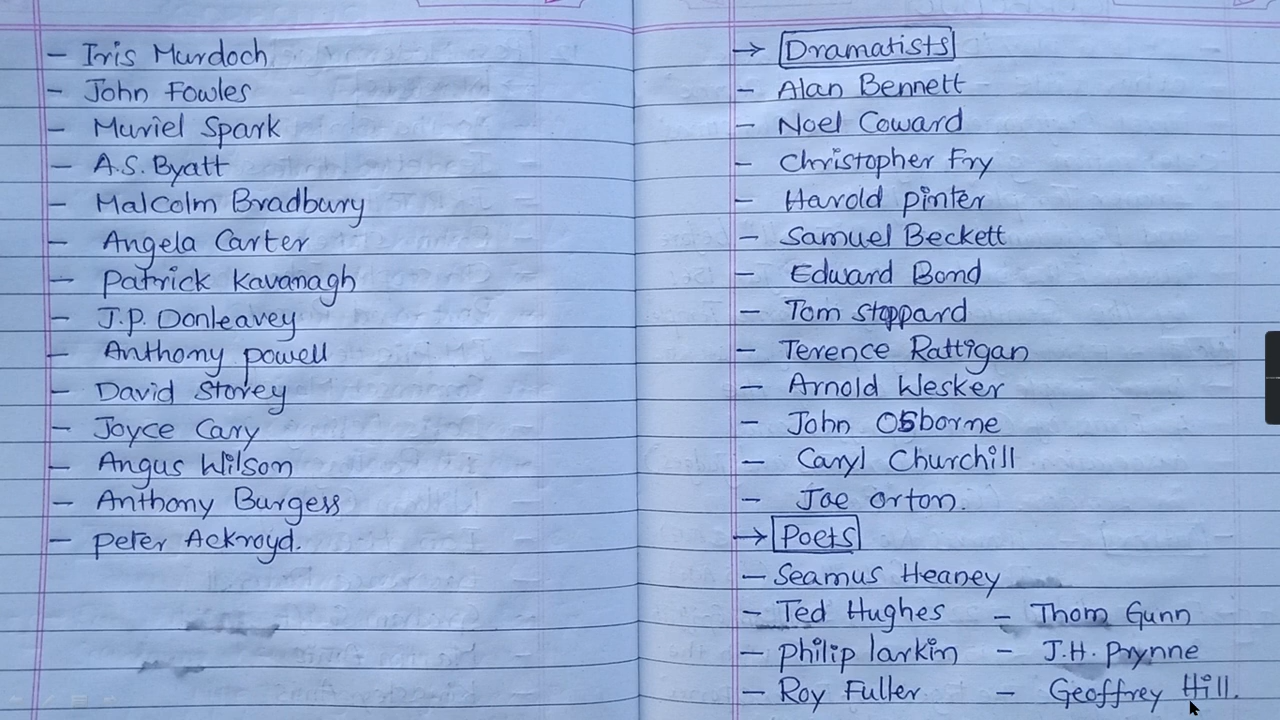 - Iris Murdoch
- John Fowles
- Muriel Spark
- A.S. Byatt
- Malcolm Bradbury
- Angela Carter
- Patrick Kavanagh
- J.P. Donleavey
- Anthony powell
- David Storey
- Joyce Cary
- Angus Wilson
- Anthony Burgess
- Peter Ackroyd.
→ Dramatists
- Alan Bennett
- Noel Coward
- Christopher Fry
- Harold pinter
- Samuel Beckett
- Edward Bond
- Tom Stoppard
- Terence Rattigan
- Arnold Wesker
- John Osborne
- Caryl Churchill
- Joe Orton.
→ Poets
- Seamus Heaney
- Ted Hughes - Thom Gunn
- Philip larkin - J.H. Prynne
- Roy Fuller - Geoffrey Hill.